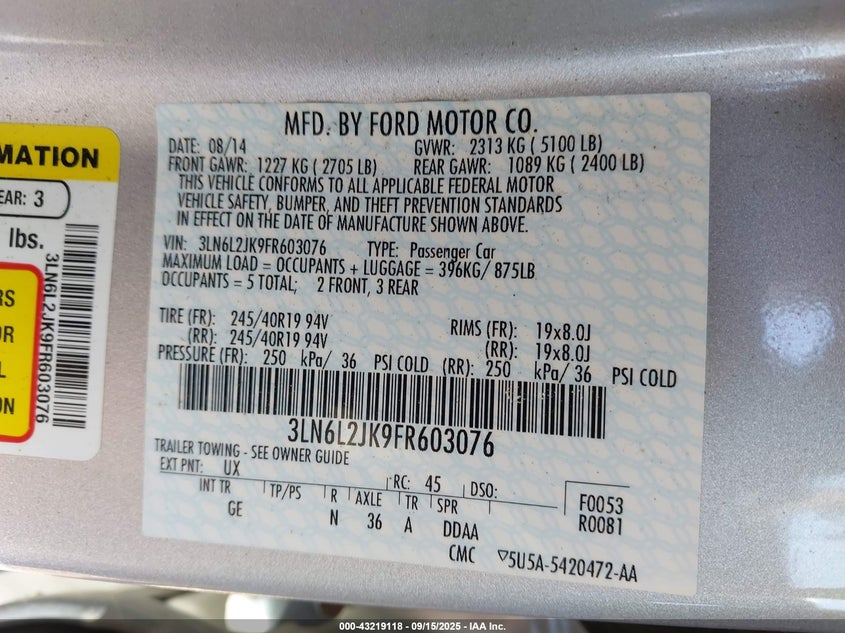 MFD. BY FORD MOTOR CO.
DATE: 08/14 GVWR: 2313 KG ( 5100 LB)
FRONT GAWR: 1227 KG ( 2705 LB) REAR GAWR: 1089 KG ( 2400 LB)
THIS VEHICLE CONFORMS TO ALL APPLICABLE FEDERAL MOTOR
VEHICLE SAFETY, BUMPER, AND THEFT PREVENTION STANDARDS
IN EFFECT ON THE DATE OF MANUFACTURE SHOWN ABOVE.
VIN: 3LN6L2JK9FR603076 TYPE: Passenger Car
MAXIMUM LOAD = OCCUPANTS + LUGGAGE = 396KG/ 875LB
OCCUPANTS = 5 TOTAL; 2 FRONT, 3 REAR
TIRE (FR): 245/40R19 94V RIMS (FR): 19x8.0J
(RR): 245/40R19 94V (RR): 19x8.0J
PRESSURE (FR): 250 kPa/ 36 PSI COLD (RR): 250 kPa/ 36 PSI COLD
3LN6L2JK9FR603076
TRAILER TOWING - SEE OWNER GUIDE
EXT PNT: UX RC: 45 DSO: F0053
INT TR TP/PS R AXLE TR SPR R0081
GE N 36 A DDAA
CMC ▽5U5A-5420472-AA
MATION
EAR: 3
lbs.
RS
OR
L
ON
3LN6L2JK9FR603076
000-43219118 - 09/15/2025 - IAA Inc.